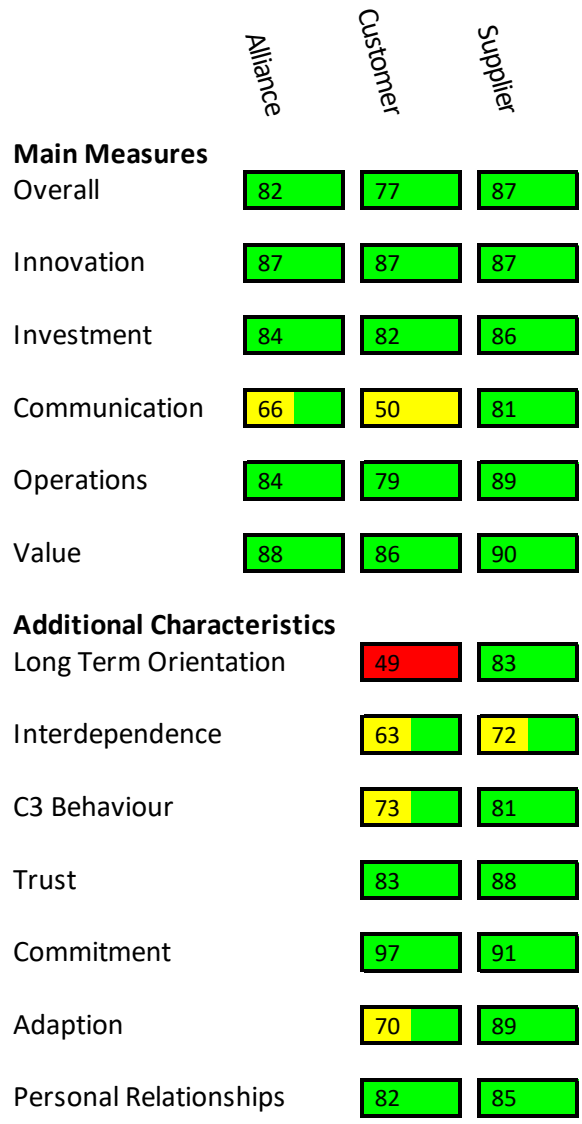 Alliance Customer Supplier
Main Measures
Overall 82 77 87
Innovation 87 87 87
Investment 84 82 86
Communication 66 50 81
Operations 84 79 89
Value 88 86 90
Additional Characteristics
Long Term Orientation 49 83
Interdependence 63 72
C3 Behaviour 73 81
Trust 83 88
Commitment 97 91
Adaption 70 89
Personal Relationships 82 85